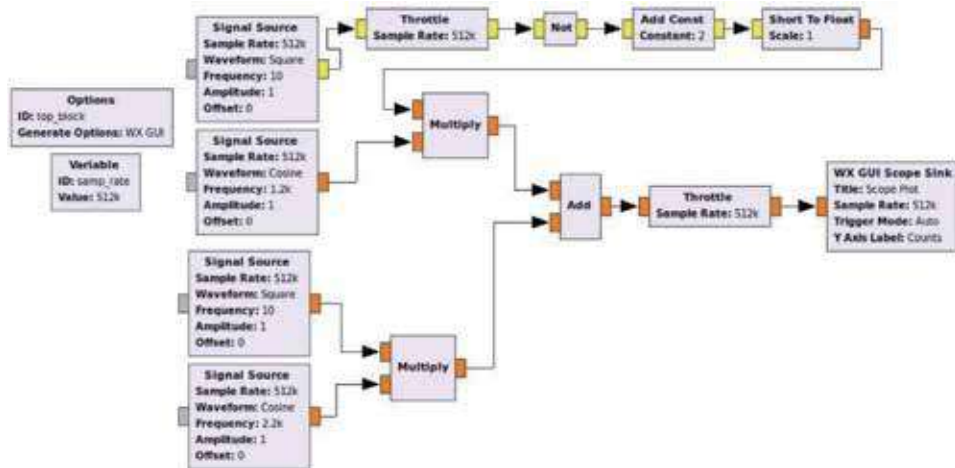 Signal Source
Sample Rate: 512k
Waveform: Square
Frequency: 10
Amplitude: 1
Offset: 0
Throttle
Sample Rate: 512k
Not
Add Const
Constant: 2
Short To Float
Scale: 1
Options
ID: top_block
Generate Options: WX GUI
Variable
ID: samp_rate
Value: 512k
Multiply
Signal Source
Sample Rate: 512k
Waveform: Cosine
Frequency: 1.2k
Amplitude: 1
Offset: 0
Add
Throttle
Sample Rate: 512k
WX GUI Scope Sink
Title: Scope Plot
Sample Rate: 512k
Trigger Mode: Auto
Y Axis Label: Counts
Signal Source
Sample Rate: 512k
Waveform: Square
Frequency: 10
Amplitude: 1
Offset: 0
Multiply
Signal Source
Sample Rate: 512k
Waveform: Cosine
Frequency: 2.2k
Amplitude: 1
Offset: 0